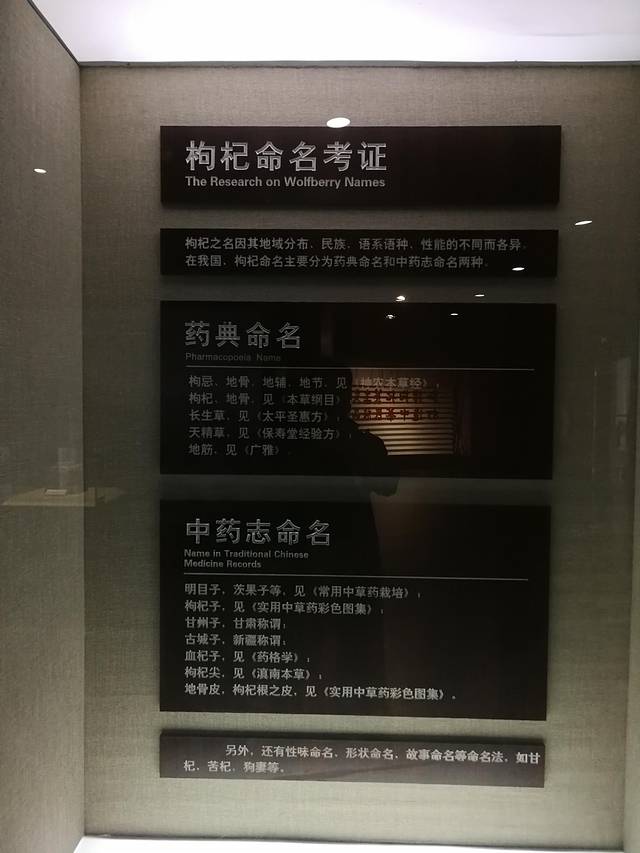 枸杞命名考证
The Research on Wolfberry Names
枸杞之名因其地域分布、民族、语系语种、性能的不同而各异。
在我国、枸杞命名主要分为药典命名和中药志命名两种。
药典命名
Pharmacopoeia Name
枸忌、地骨、地辅、地节、见《神农本草经》；
枸杞、地骨、见《本草纲目》
长生草、见《太平圣惠方》；
天精草、见《保寿堂经验方》；
地筋、见《广雅》
中药志命名
Name in Traditional Chinese
Medicine Records
明目子，茨果子等，见《常用中草药栽培》；
枸杞子，见《实用中草药彩色图集》；
甘州子，甘肃称谓；
古城子，新疆称谓；
血杞子，见《药格学》；
枸杞尖，见《滇南本草》；
地骨皮，枸杞根之皮，见《实用中草药彩色图集》。
另外，还有性味命名、形状命名、故事命名等命名法，如甘
杞、苦杞、狗妻等。